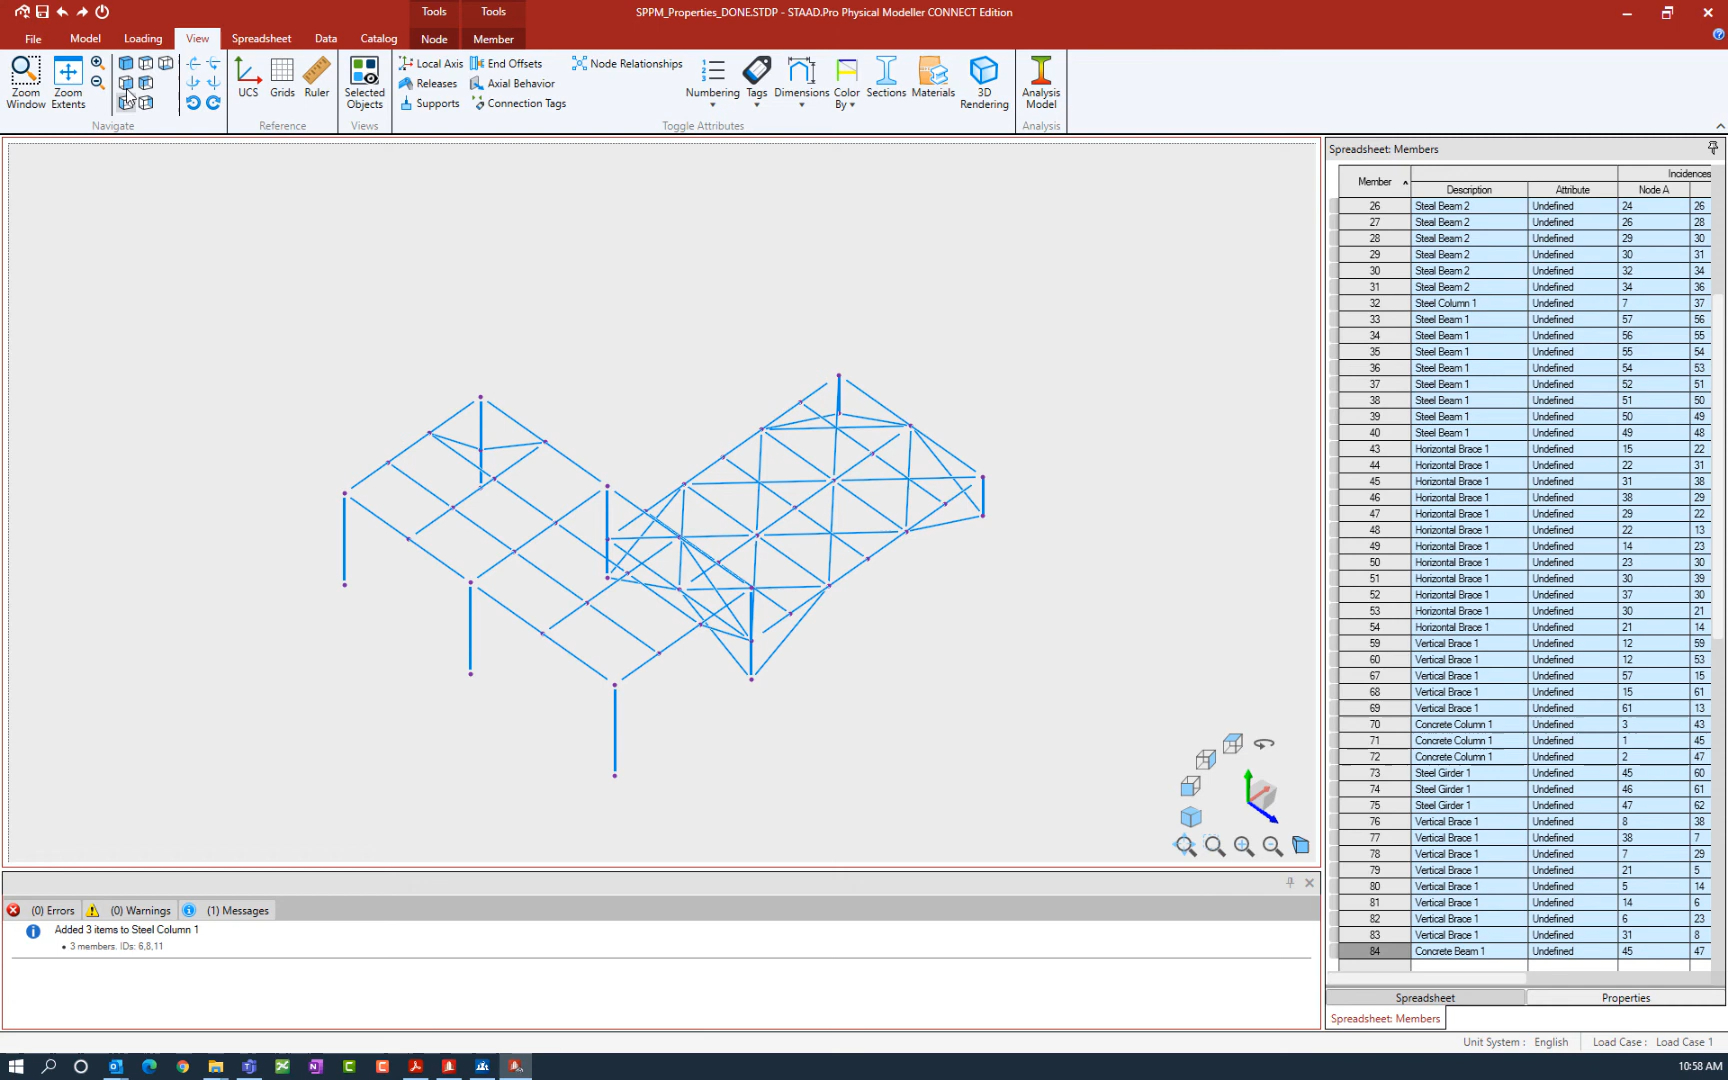 Tools Tools SPPM_Properties_DONE.STDP - STAAD.Pro Physical Modeller CONNECT Edition
File Model Loading View Spreadsheet Data Catalog Node Member
Zoom Window
Zoom Extents
UCS
Grids
Ruler
Selected Objects
Local Axis End Offsets Node Relationships
Releases Axial Behavior
Supports Connection Tags
Numbering
Tags
Dimensions
Color By
Sections
Materials
3D Rendering
Analysis Model
Navigate Reference Views Toggle Attributes Analysis
Spreadsheet: Members
Incidences
Member Description Attribute Node A
26 Steal Beam 2 Undefined 24 26
27 Steal Beam 2 Undefined 26 28
28 Steal Beam 2 Undefined 29 30
29 Steal Beam 2 Undefined 30 31
30 Steal Beam 2 Undefined 32 34
31 Steal Beam 2 Undefined 34 36
32 Steel Column 1 Undefined 7 37
33 Steel Beam 1 Undefined 57 56
34 Steel Beam 1 Undefined 56 55
35 Steel Beam 1 Undefined 55 54
36 Steel Beam 1 Undefined 54 53
37 Steel Beam 1 Undefined 52 51
38 Steel Beam 1 Undefined 51 50
39 Steel Beam 1 Undefined 50 49
40 Steel Beam 1 Undefined 49 48
43 Horizontal Brace 1 Undefined 15 22
44 Horizontal Brace 1 Undefined 22 31
45 Horizontal Brace 1 Undefined 31 38
46 Horizontal Brace 1 Undefined 38 29
47 Horizontal Brace 1 Undefined 29 22
48 Horizontal Brace 1 Undefined 22 13
49 Horizontal Brace 1 Undefined 14 23
50 Horizontal Brace 1 Undefined 23 30
51 Horizontal Brace 1 Undefined 30 39
52 Horizontal Brace 1 Undefined 37 30
53 Horizontal Brace 1 Undefined 30 21
54 Horizontal Brace 1 Undefined 21 14
59 Vertical Brace 1 Undefined 12 59
60 Vertical Brace 1 Undefined 12 53
67 Vertical Brace 1 Undefined 57 15
68 Vertical Brace 1 Undefined 15 61
69 Vertical Brace 1 Undefined 61 13
70 Concrete Column 1 Undefined 3 43
71 Concrete Column 1 Undefined 1 45
72 Concrete Column 1 Undefined 2 47
73 Steel Girder 1 Undefined 45 60
74 Steel Girder 1 Undefined 46 61
75 Steel Girder 1 Undefined 47 62
76 Vertical Brace 1 Undefined 8 38
77 Vertical Brace 1 Undefined 38 7
78 Vertical Brace 1 Undefined 7 29
79 Vertical Brace 1 Undefined 21 5
80 Vertical Brace 1 Undefined 5 14
81 Vertical Brace 1 Undefined 14 6
82 Vertical Brace 1 Undefined 6 23
83 Vertical Brace 1 Undefined 31 8
84 Concrete Beam 1 Undefined 45 47
Spreadsheet Properties
Spreadsheet: Members
(0) Errors (0) Warnings (1) Messages
Added 3 items to Steel Column 1
• 3 members. IDs: 6,8,11
Unit System : English Load Case : Load Case 1
10:58 AM